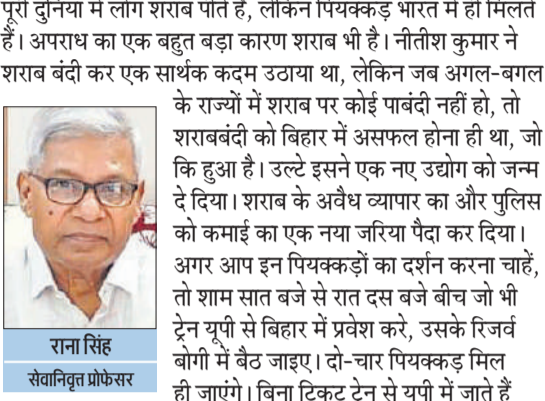 पूरी दुनिया में लोग शराब पीते हैं, लेकिन पियक्कड़ भारत में ही मिलते
हैं। अपराध का एक बहुत बड़ा कारण शराब भी है। नीतीश कुमार ने
शराब बंदी कर एक सार्थक कदम उठाया था, लेकिन जब अगल-बगल
के राज्यों में शराब पर कोई पाबंदी नहीं हो, तो
शराबबंदी को बिहार में असफल होना ही था, जो
कि हुआ है। उल्टे इसने एक नए उद्योग को जन्म
दे दिया। शराब के अवैध व्यापार का और पुलिस
को कमाई का एक नया जरिया पैदा कर दिया।
अगर आप इन पियक्कड़ों का दर्शन करना चाहें,
तो शाम सात बजे से रात दस बजे बीच जो भी
ट्रेन यूपी से बिहार में प्रवेश करे, उसके रिजर्व
बोगी में बैठ जाइए। दो-चार पियक्कड़ मिल
ही जाएंगे। बिना टिकट ट्रेन से यूपी में जाते हैं
राना सिंह
सेवानिवृत्त प्रोफेसर